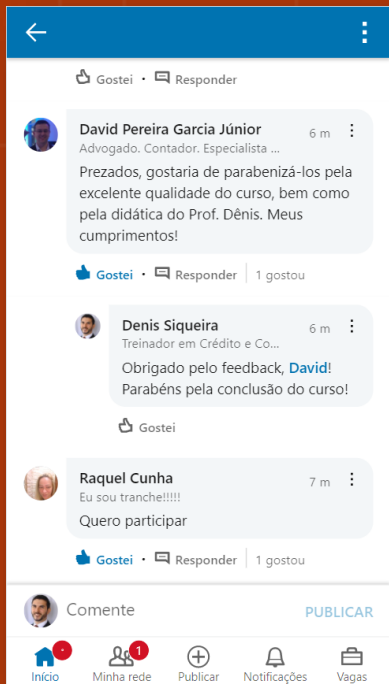 Gostei • Responder
David Pereira Garcia Júnior 6 m
Advogado. Contador. Especialista ...
Prezados, gostaria de parabenizá-los pela
excelente qualidade do curso, bem como
pela didática do Prof. Dênis. Meus
cumprimentos!
Gostei • Responder 1 gostou
Denis Siqueira 6 m
Treinador em Crédito e Co...
Obrigado pelo feedback, David!
Parabéns pela conclusão do curso!
Gostei
Raquel Cunha 7 m
Eu sou tranche!!!!!
Quero participar
Gostei • Responder 1 gostou
Comente PUBLICAR
1
Início Minha rede Publicar Notificações Vagas